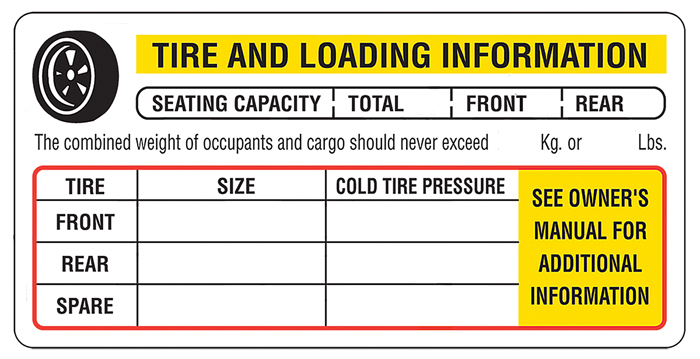 TIRE AND LOADING INFORMATION
SEATING CAPACITY TOTAL FRONT REAR
The combined weight of occupants and cargo should never exceed Kg. or Lbs.
TIRE SIZE COLD TIRE PRESSURE
FRONT
REAR
SPARE
SEE OWNER'S
MANUAL FOR
ADDITIONAL
INFORMATION